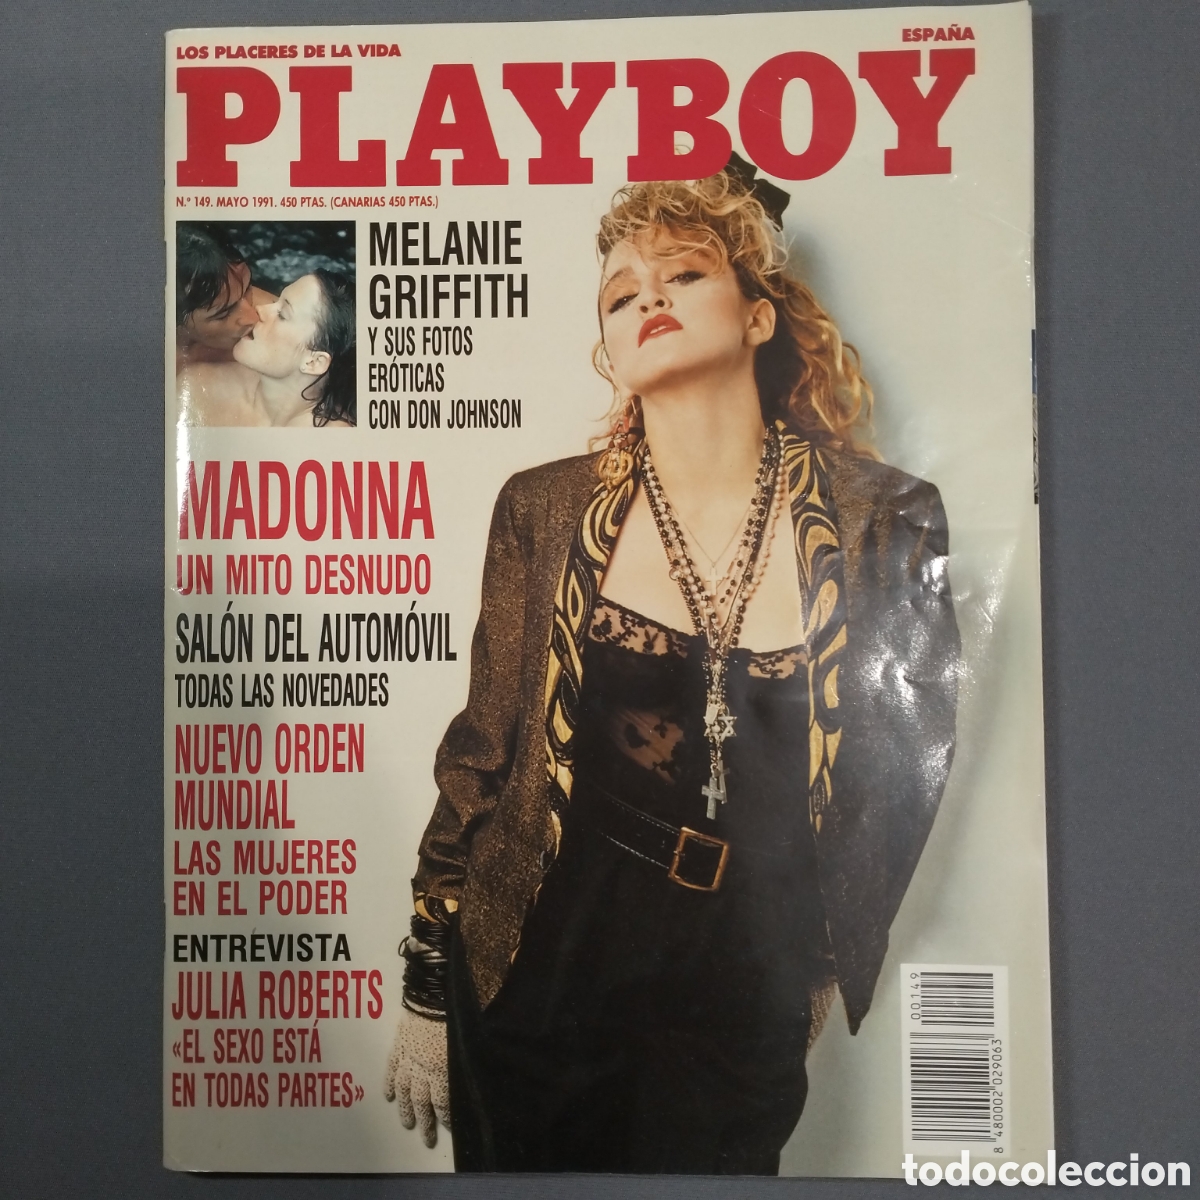 LOS PLACERES DE LA VIDA
ESPAÑA
PLAYBOY
N.º 149. MAYO 1991. 450 PTAS. (CANARIAS 450 PTAS.)
MELANIE
GRIFFITH
Y SUS FOTOS
ERÓTICAS
CON DON JOHNSON
MADONNA
UN MITO DESNUDO
SALÓN DEL AUTOMÓVIL
TODAS LAS NOVEDADES
NUEVO ORDEN
MUNDIAL
LAS MUJERES
EN EL PODER
ENTREVISTA
JULIA ROBERTS
«EL SEXO ESTÁ
EN TODAS PARTES»
00149
8 480002 029063
todocoleccion